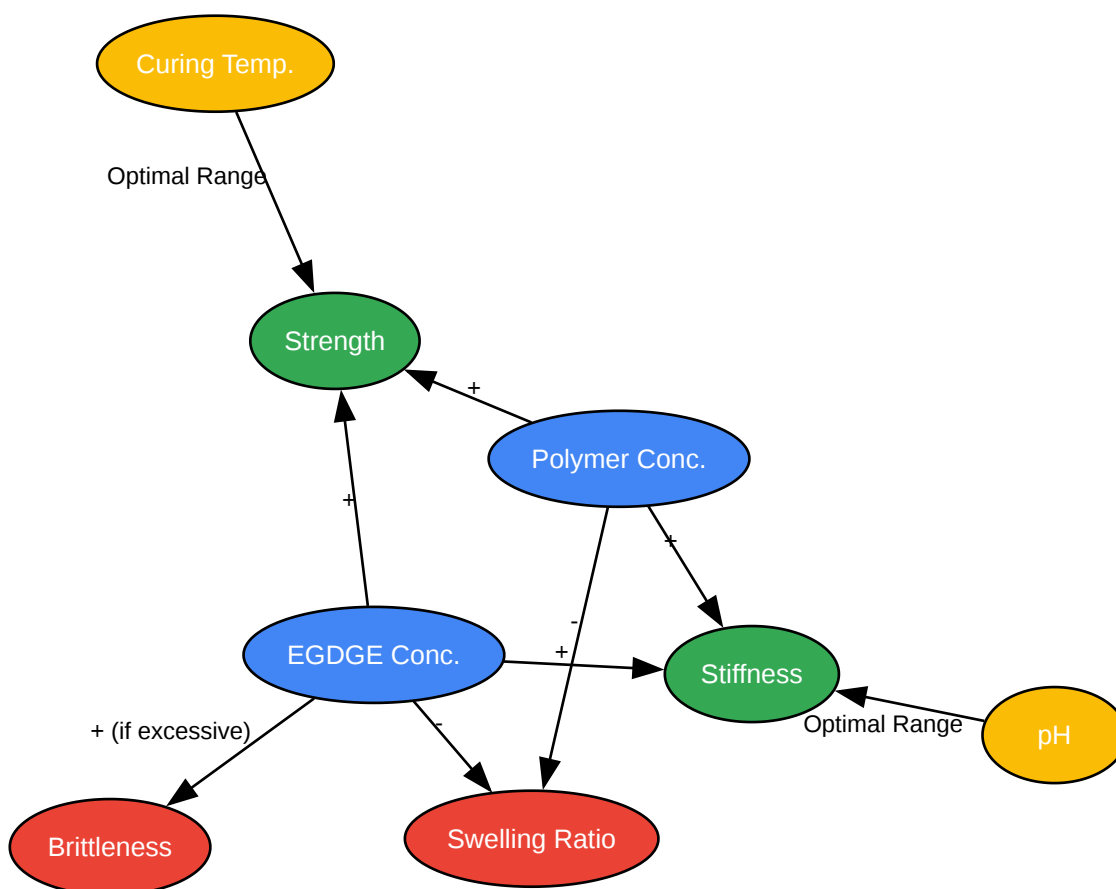 Curing Temp.
Optimal Range
Strength
+
Polymer Conc.
+
+
-
+
EGDGE Conc.
Stiffness
+ (if excessive)
-
Optimal Range
pH
Brittleness
Swelling Ratio